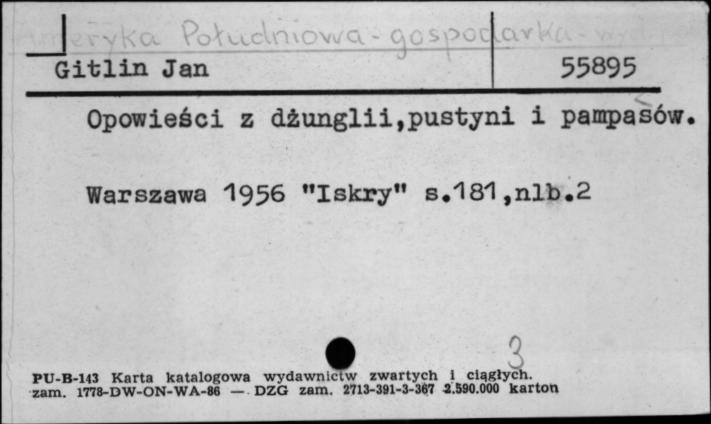 Ameryka Południowa - gospodarka -
Gitlin Jan 55895
Opowieści z dżunglii,pustyni i pampasów.
Warszawa 1956 "Iskry" s.181,nlb.2
3
PU-B-143 Karta katalogowa wydawnictw zwartych i ciągłych.
zam. 1778-DW-ON-WA-86 — DZG zam. 2713-391-3-367 2.590.000 karton